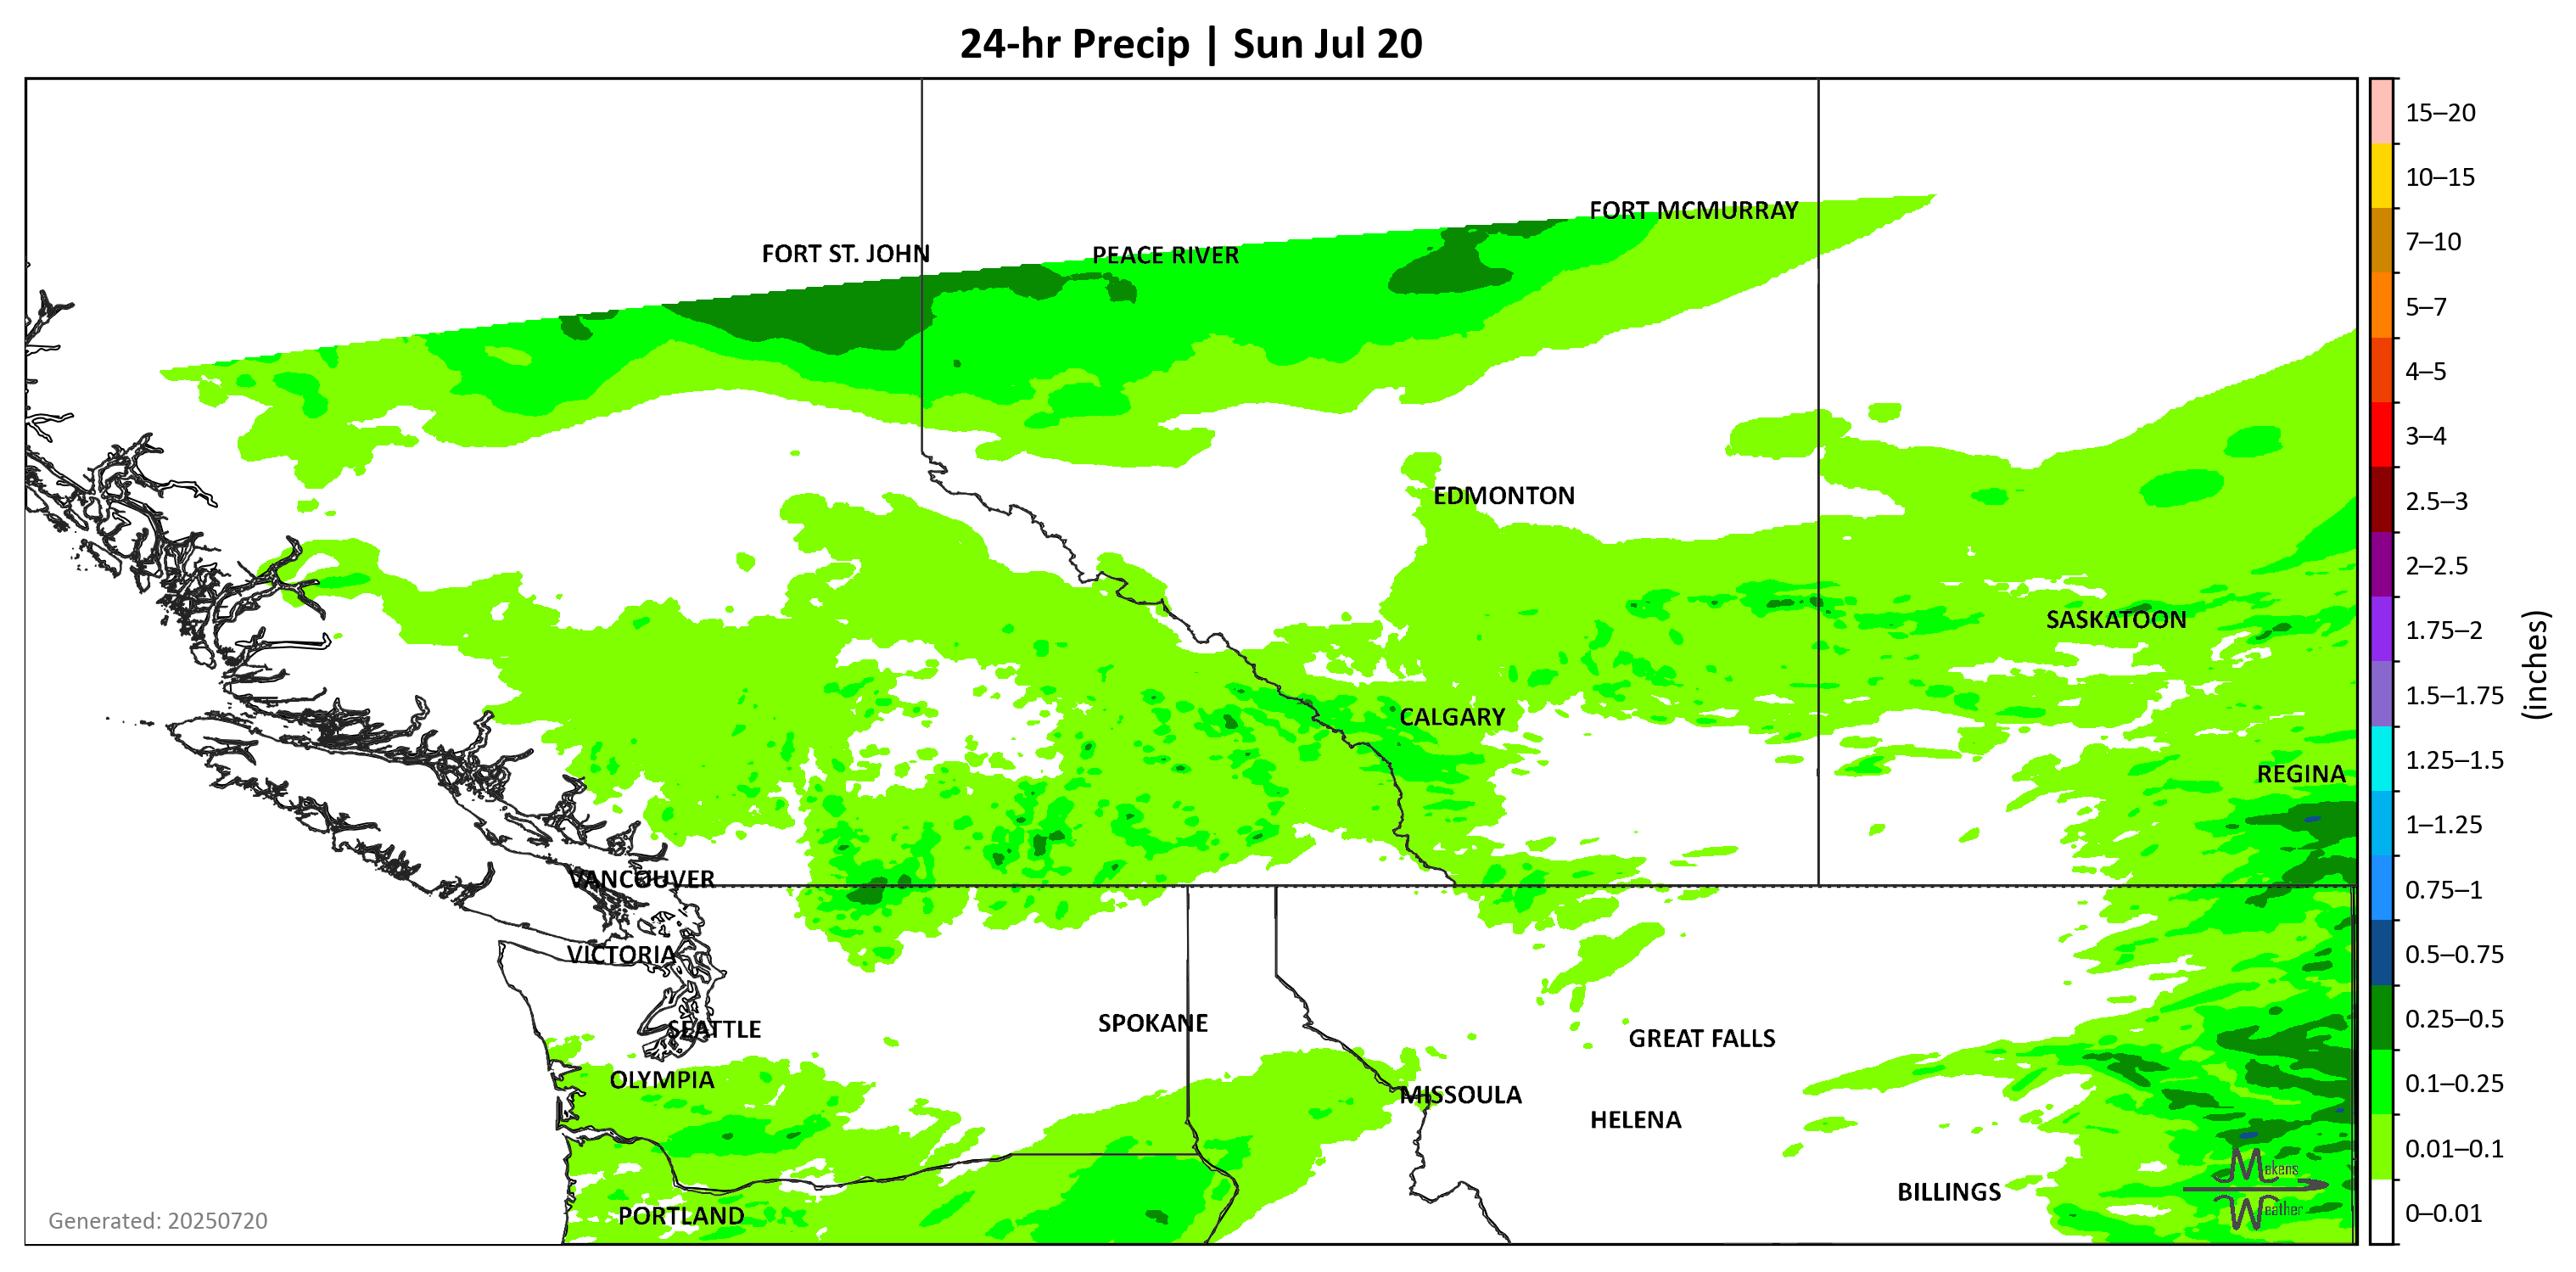 24-hr Precip | Sun Jul 20
FORT MCMURRAY
FORT ST. JOHN
PEACE RIVER
EDMONTON
SASKATOON
CALGARY
REGINA
VANCOUVER
VICTORIA
SEATTLE
SPOKANE
GREAT FALLS
OLYMPIA
MISSOULA
HELENA
BILLINGS
PORTLAND
Mekens
Weather
Generated: 20250720
15–20
10–15
7–10
5–7
4–5
3–4
2.5–3
2–2.5
1.75–2
1.5–1.75
1.25–1.5
1–1.25
0.75–1
0.5–0.75
0.25–0.5
0.1–0.25
0.01–0.1
0–0.01
(inches)